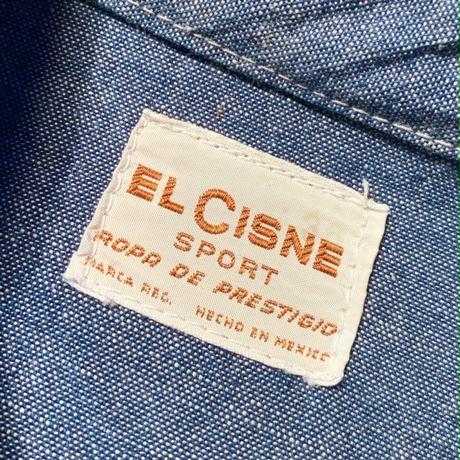 EL CISNE
SPORT
ROPA DE PRESTIGIO
MARCA REG. HECHO EN MEXICO